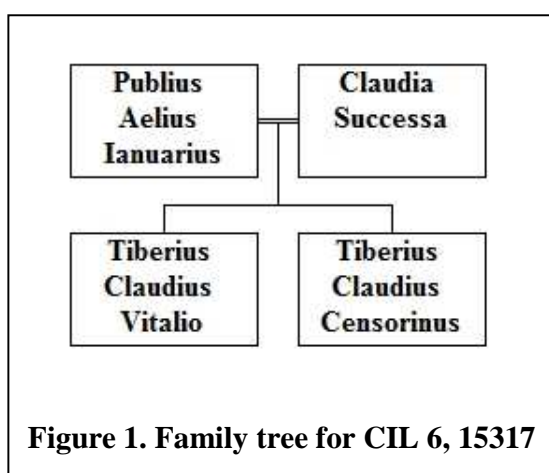 Publius
Aelius
Ianuarius
Claudia
Successa
Tiberius
Claudius
Vitalio
Tiberius
Claudius
Censorinus
Figure 1. Family tree for CIL 6, 15317